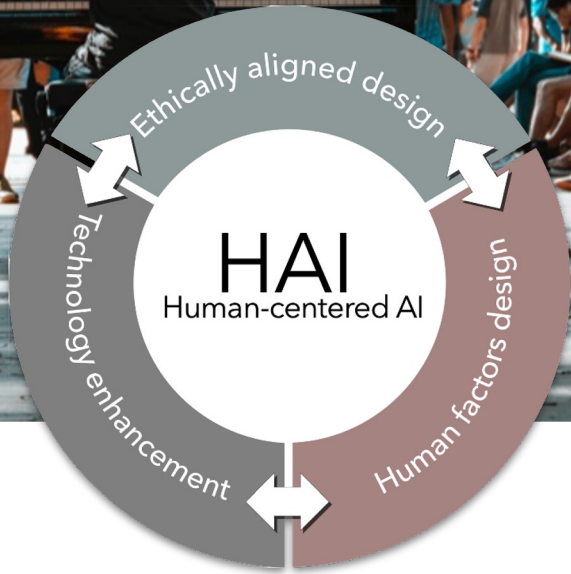 Ethically aligned design
HAI
Human-centered AI
Technology enhancement
Human factors design